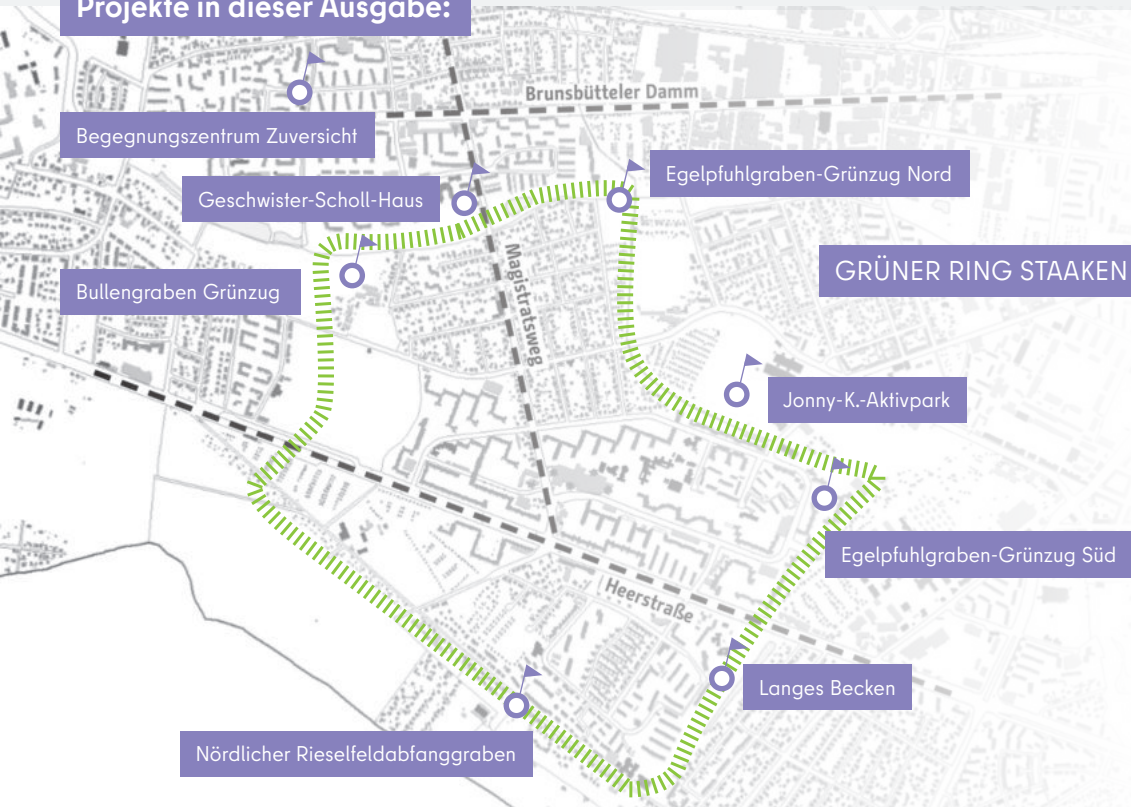 Projekte in dieser Ausgabe:
Brunsbütteler Damm
Begegnungszentrum Zuversicht
Egelpfuhlgraben-Grünzug Nord
Geschwister-Scholl-Haus
GRÜNER RING STAAKEN
Bullengraben Grünzug
Magistratsweg
Jonny-K.-Aktivpark
Egelpfuhlgraben-Grünzug Süd
Heerstraße
Langes Becken
Nördlicher Rieselfeldabfanggraben